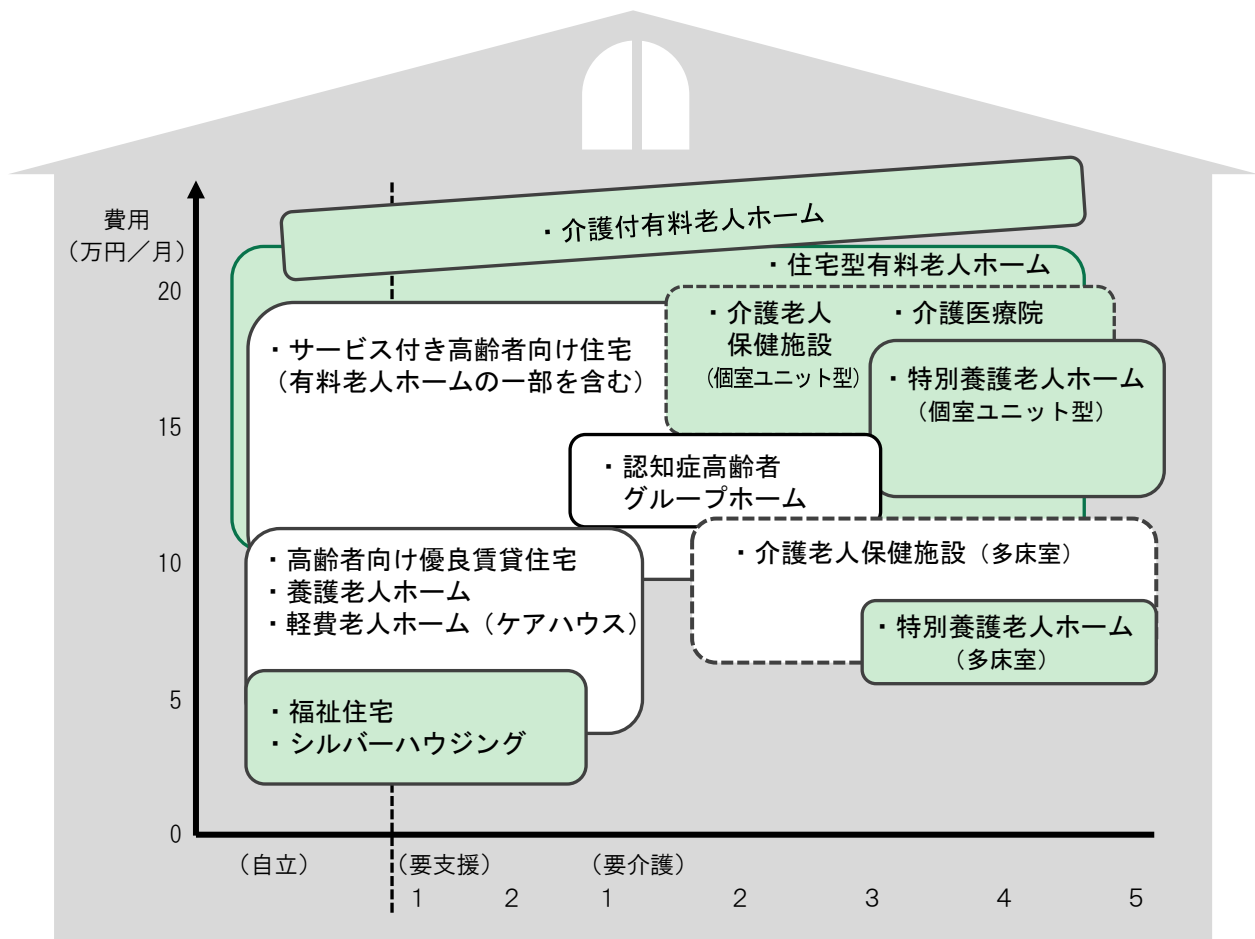 費用
（万円／月）
20
15
10
5
0
・介護付有料老人ホーム
・住宅型有料老人ホーム
・サービス付き高齢者向け住宅
（有料老人ホームの一部を含む）
・介護老人
保健施設
（個室ユニット型）
・介護医療院
・特別養護老人ホーム
（個室ユニット型）
・認知症高齢者
グループホーム
・高齢者向け優良賃貸住宅
・養護老人ホーム
・軽費老人ホーム（ケアハウス）
・介護老人保健施設（多床室）
・特別養護老人ホーム
（多床室）
・福祉住宅
・シルバーハウジング
（自立）　（要支援）　（要介護）
1　2　1　2　3　4　5